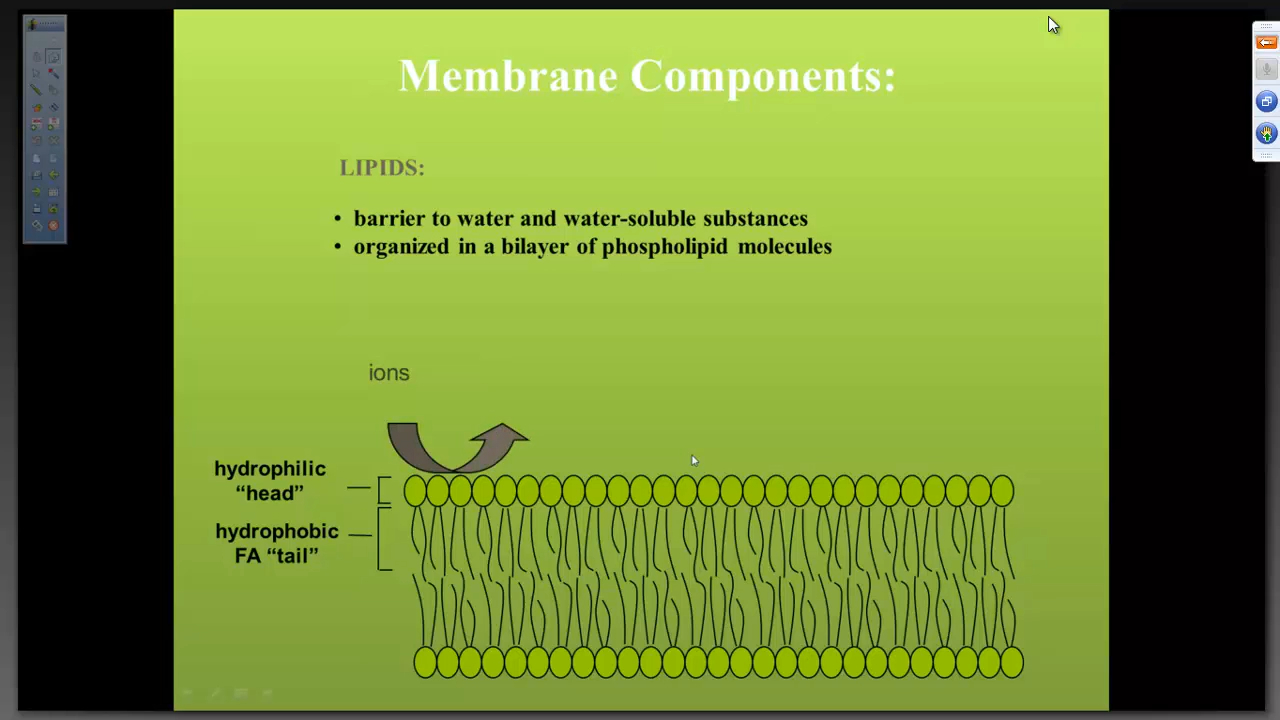 Membrane Components:
LIPIDS:
• barrier to water and water-soluble substances
• organized in a bilayer of phospholipid molecules
ions
hydrophilic
“head”
hydrophobic
FA “tail”